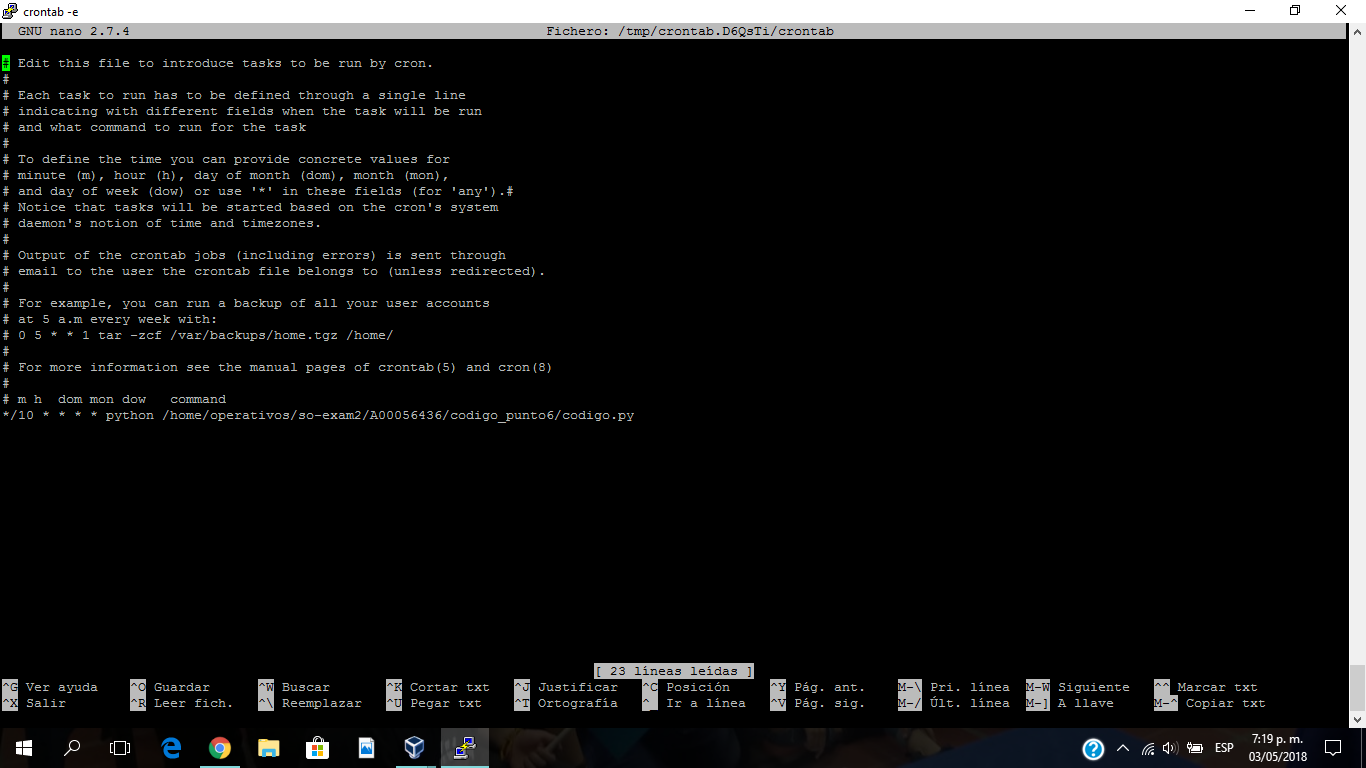 crontab -e
GNU nano 2.7.4 Fichero: /tmp/crontab.D6QsTi/crontab
# Edit this file to introduce tasks to be run by cron.
#
# Each task to run has to be defined through a single line
# indicating with different fields when the task will be run
# and what command to run for the task
#
# To define the time you can provide concrete values for
# minute (m), hour (h), day of month (dom), month (mon),
# and day of week (dow) or use '*' in these fields (for 'any').#
# Notice that tasks will be started based on the cron's system
# daemon's notion of time and timezones.
#
# Output of the crontab jobs (including errors) is sent through
# email to the user the crontab file belongs to (unless redirected).
#
# For example, you can run a backup of all your user accounts
# at 5 a.m every week with:
# 0 5 * * 1 tar -zcf /var/backups/home.tgz /home/
#
# For more information see the manual pages of crontab(5) and cron(8)
#
# m h  dom mon dow   command
*/10 * * * * python /home/operativos/so-exam2/A00056436/codigo_punto6/codigo.py
[ 23 líneas leídas ]
^G Ver ayuda ^O Guardar ^W Buscar ^K Cortar txt ^J Justificar ^C Posición ^Y Pág. ant. M-\ Pri. línea M-W Siguiente ^^ Marcar txt
^X Salir ^R Leer fich. ^\ Reemplazar ^U Pegar txt ^T Ortografía ^_ Ir a línea ^V Pág. sig. M-/ Últ. línea M-] A llave M-^ Copiar txt
ESP
7:19 p. m.
03/05/2018